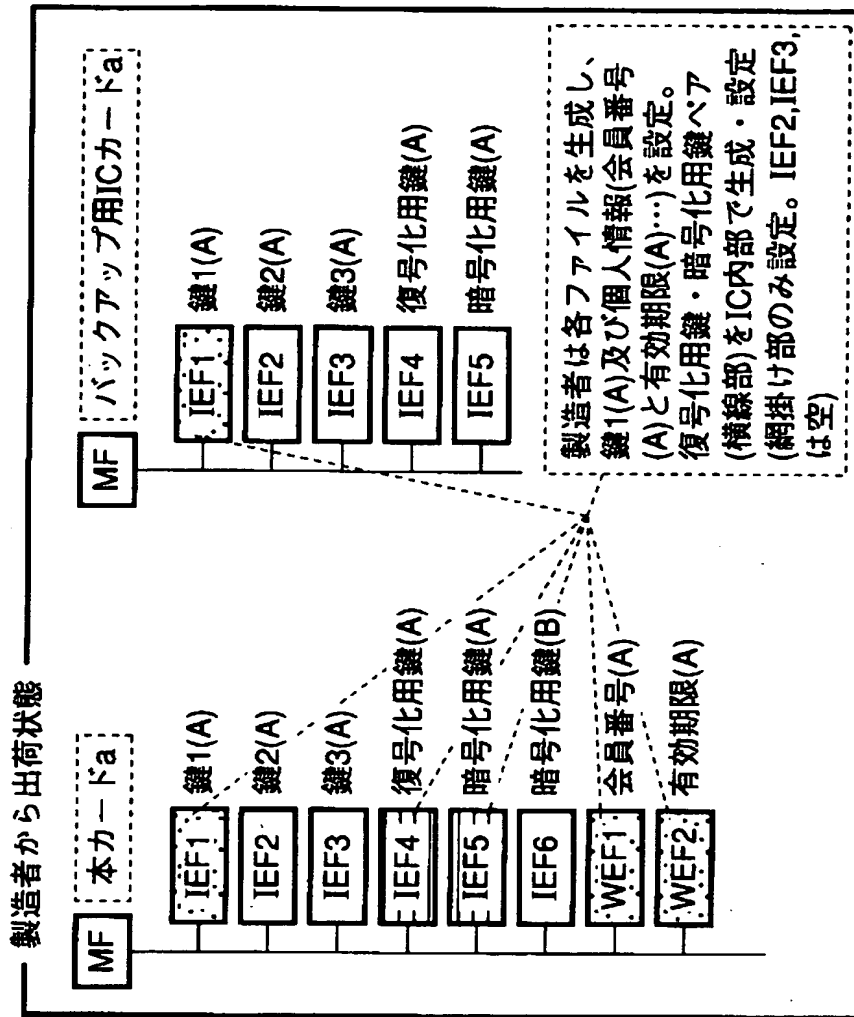 製造者から出荷状態
本カードa
MF
IEF1 鍵1(A)
IEF2 鍵2(A)
IEF3 鍵3(A)
IEF4 復号化用鍵(A)
IEF5 暗号化用鍵(A)
IEF6 暗号化用鍵(B)
WEF1 会員番号(A)
WEF2 有効期限(A)
バックアップ用ICカードa
MF
IEF1 鍵1(A)
IEF2 鍵2(A)
IEF3 鍵3(A)
IEF4 復号化用鍵(A)
IEF5 暗号化用鍵(A)
製造者は各ファイルを生成し、
鍵1(A)及び個人情報(会員番号
(A)と有効期限(A)…)を設定。
復号化用鍵・暗号化用鍵ペア
(横線部)をIC内部で生成・設定
(網掛け部のみ設定。IEF2,IEF3,
は空)